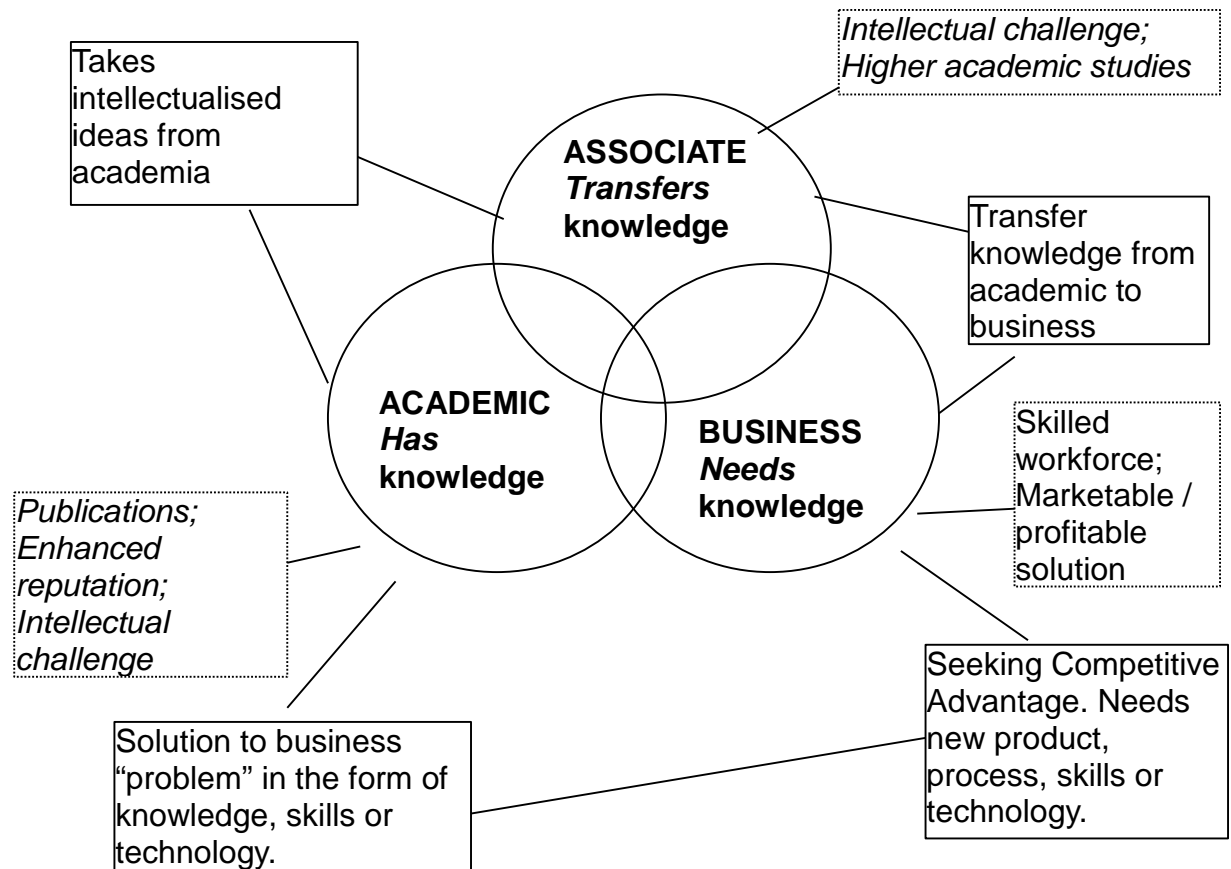 Intellectual challenge;
Higher academic studies
Takes
intellectualised
ideas from
academia
ASSOCIATE
Transfers
knowledge
Transfer
knowledge from
academic to
business
ACADEMIC
Has
knowledge
BUSINESS
Needs
knowledge
Skilled
workforce;
Marketable /
profitable
solution
Publications;
Enhanced
reputation;
Intellectual
challenge
Seeking Competitive
Advantage. Needs
new product,
process, skills or
technology.
Solution to business
“problem” in the form of
knowledge, skills or
technology.